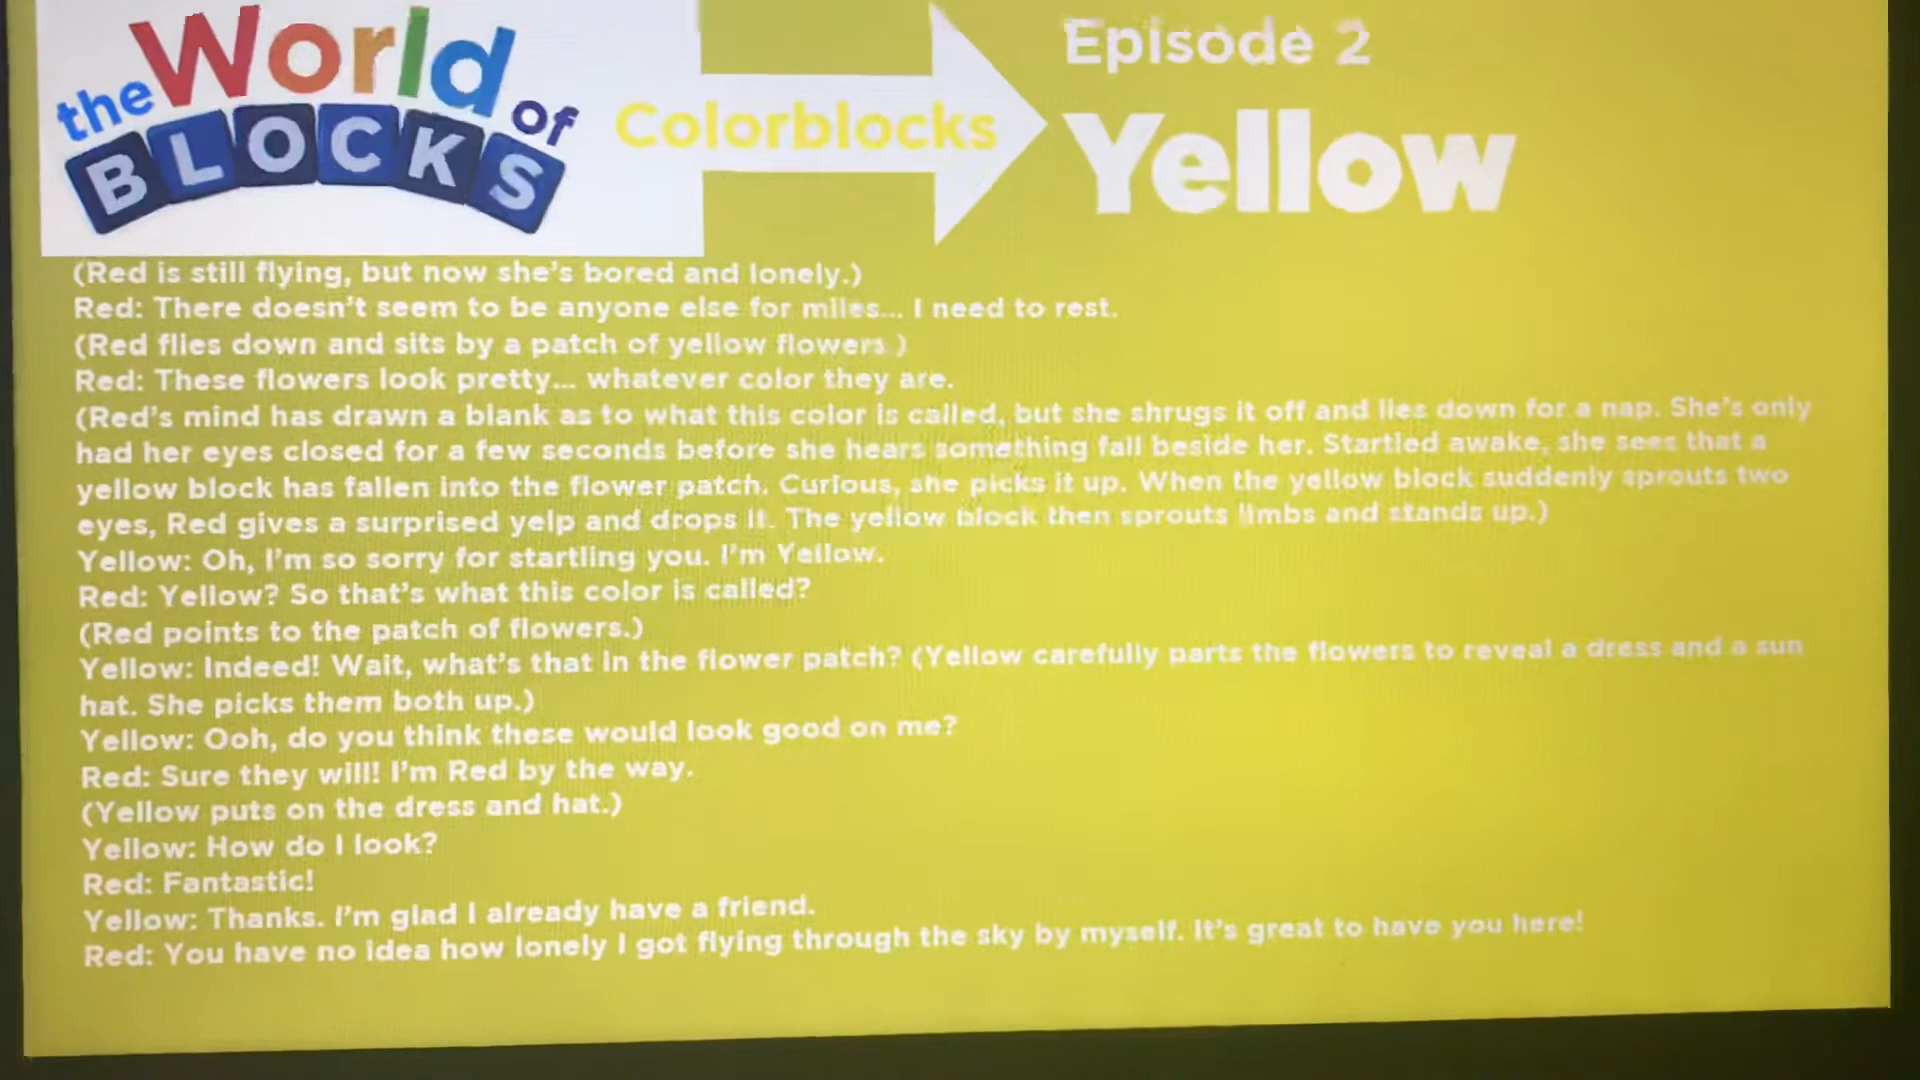 the World of
BLOCKS
Colorblocks
Episode 2
Yellow
(Red is still flying, but now she's bored and lonely.)
Red: There doesn't seem to be anyone else for miles... I need to rest.
(Red flies down and sits by a patch of yellow flowers.)
Red: These flowers look pretty... whatever color they are.
(Red's mind has drawn a blank as to what this color is called, but she shrugs it off and lies down for a nap. She's only
had her eyes closed for a few seconds before she hears something fall beside her. Startled awake, she sees that a
yellow block has fallen into the flower patch. Curious, she picks it up. When the yellow block suddenly sprouts two
eyes, Red gives a surprised yelp and drops it. The yellow block then sprouts limbs and stands up.)
Yellow: Oh, I'm so sorry for startling you. I'm Yellow.
Red: Yellow? So that's what this color is called?
(Red points to the patch of flowers.)
Yellow: Indeed! Wait, what's that in the flower patch? (Yellow carefully parts the flowers to reveal a dress and a sun
hat. She picks them both up.)
Yellow: Ooh, do you think these would look good on me?
Red: Sure they will! I'm Red by the way.
(Yellow puts on the dress and hat.)
Yellow: How do I look?
Red: Fantastic!
Yellow: Thanks. I'm glad I already have a friend.
Red: You have no idea how lonely I got flying through the sky by myself. It's great to have you here!